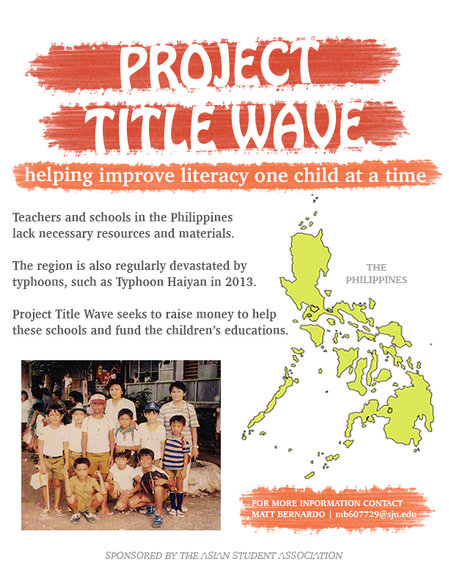 PROJECT
TITLE WAVE
helping improve literacy one child at a time
Teachers and schools in the Philippines
lack necessary resources and materials.
The region is also regularly devastated by
typhoons, such as Typhoon Haiyan in 2013.
Project Title Wave seeks to raise money to help
these schools and fund the children's educations.
THE
PHILIPPINES
FOR MORE INFORMATION CONTACT
MATT BERNARDO | mb607729@sju.edu
SPONSORED BY THE ASIAN STUDENT ASSOCIATION